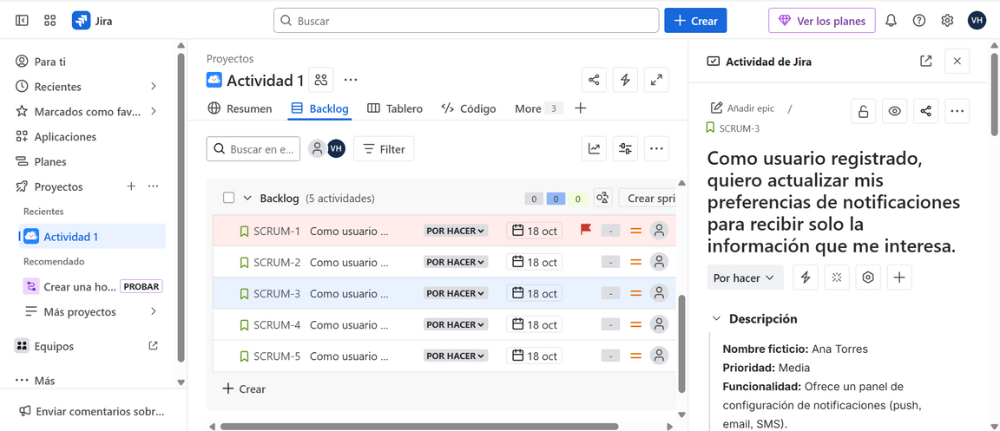 Jira
Buscar
Crear
Ver los planes
VH
Para ti
Recientes
Marcados como fav...
Aplicaciones
Planes
Proyectos
Recientes
Actividad 1
Recomendado
Crear una ho... PROBAR
Más proyectos
Equipos
Más
Enviar comentarios sobr...
Proyectos
Actividad 1
Resumen
Backlog
Tablero
Código
More 3
Buscar en e...
VH
Filter
Backlog (5 actividades) 0 0 0 Crear spri
SCRUM-1 Como usuario ... POR HACER 18 oct -
SCRUM-2 Como usuario ... POR HACER 18 oct -
SCRUM-3 Como usuario ... POR HACER 18 oct -
SCRUM-4 Como usuario ... POR HACER 18 oct -
SCRUM-5 Como usuario ... POR HACER 18 oct -
Crear
Actividad de Jira
Añadir epic /
SCRUM-3
Como usuario registrado,
quiero actualizar mis
preferencias de notificaciones
para recibir solo la
información que me interesa.
Por hacer
Descripción
Nombre ficticio: Ana Torres
Prioridad: Media
Funcionalidad: Ofrece un panel de
configuración de notificaciones (push,
email, SMS).